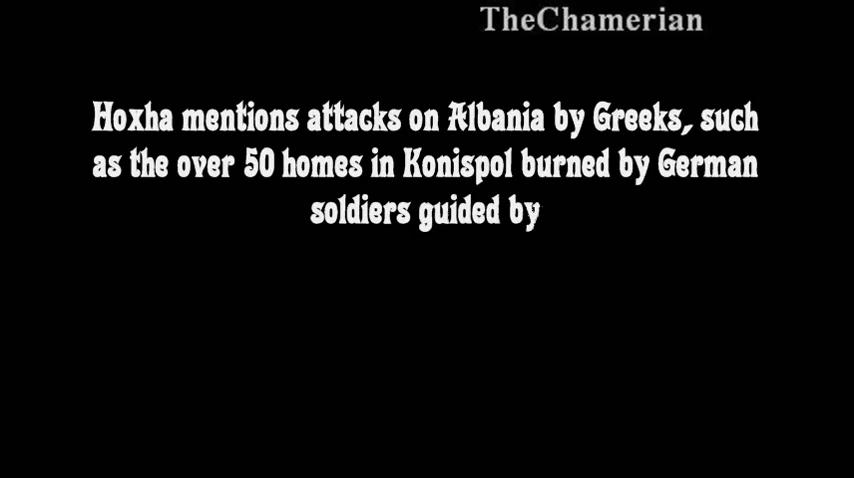 TheChamerian
Hoxha mentions attacks on Albania by Greeks, such
as the over 50 homes in Konispol burned by German
soldiers guided by